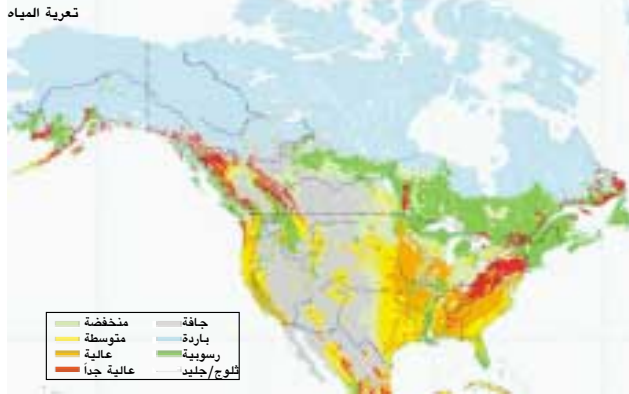 تعرية المياه
منخفضة
جافة
متوسطة
باردة
عالية
رسوبية
عالية جداً
ثلوج/جليد